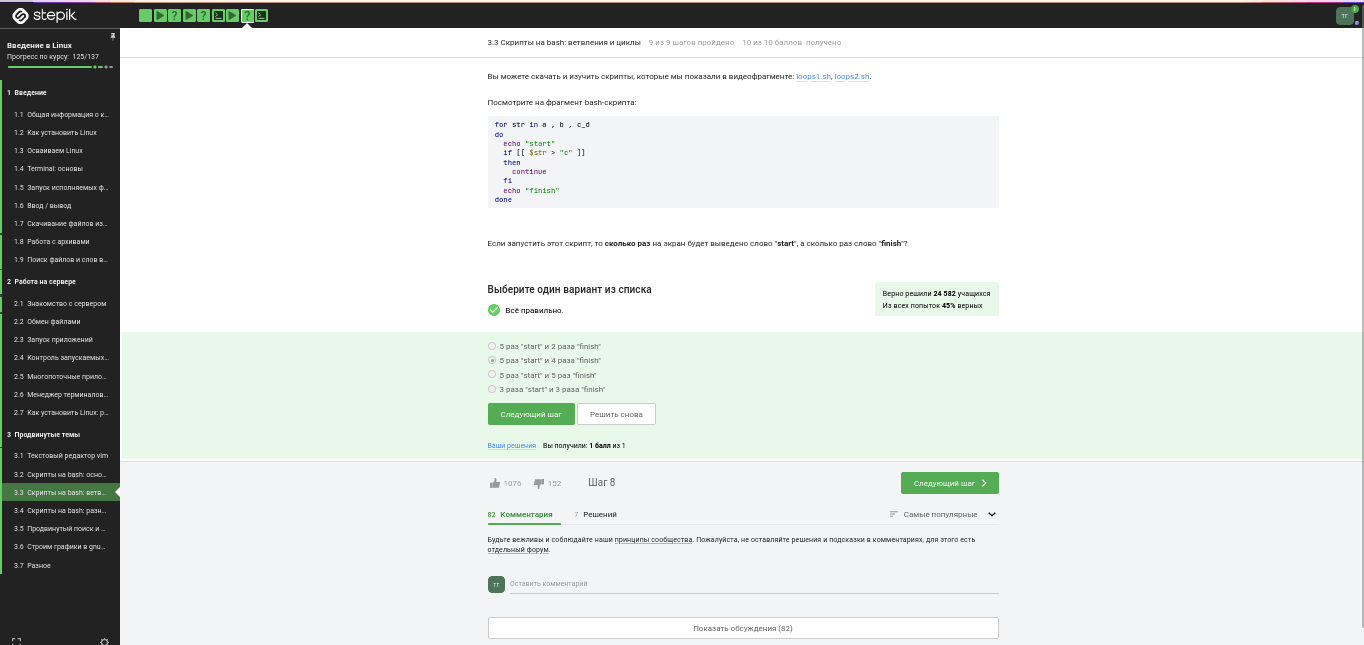 stepik
?
?
?
ТГ
1
Введение в Linux
Прогресс по курсу: 125/137
1 Введение
1.1 Общая информация о к...
1.2 Как установить Linux
1.3 Осваиваем Linux
1.4 Terminal: основы
1.5 Запуск исполняемых ф...
1.6 Ввод / вывод
1.7 Скачивание файлов из...
1.8 Работа с архивами
1.9 Поиск файлов и слов в...
2 Работа на сервере
2.1 Знакомство с сервером
2.2 Обмен файлами
2.3 Запуск приложений
2.4 Контроль запускаемых...
2.5 Многопоточные прило...
2.6 Менеджер терминалов...
2.7 Как установить Linux: р...
3 Продвинутые темы
3.1 Текстовый редактор vim
3.2 Скрипты на bash: осно...
3.3 Скрипты на bash: ветв...
3.4 Скрипты на bash: разн...
3.5 Продвинутый поиск и ...
3.6 Строим графики в gnu...
3.7 Разное
3.3 Скрипты на bash: ветвления и циклы 9 из 9 шагов пройдено 10 из 10 баллов получено
Вы можете скачать и изучить скрипты, которые мы показали в видеофрагменте: loops1.sh, loops2.sh.
Посмотрите на фрагмент bash-скрипта:
for str in a , b , c_d
do
echo "start"
if [[ $str > "c" ]]
then
continue
fi
echo "finish"
done
Если запустить этот скрипт, то сколько раз на экран будет выведено слово "start", а сколько раз слово "finish"?
Выберите один вариант из списка
Всё правильно.
Верно решили 24 582 учащихся
Из всех попыток 45% верных
5 раз "start" и 2 раза "finish"
5 раз "start" и 4 раза "finish"
5 раз "start" и 5 раз "finish"
3 раза "start" и 3 раза "finish"
Следующий шаг Решить снова
Ваши решения Вы получили: 1 балл из 1
1076 152 Шаг 8 Следующий шаг
82 Комментария 7 Решений Самые популярные
Будьте вежливы и соблюдайте наши принципы сообщества. Пожалуйста, не оставляйте решения и подсказки в комментариях, для этого есть
отдельный форум.
ТГ Оставить комментарий
Показать обсуждения (82)